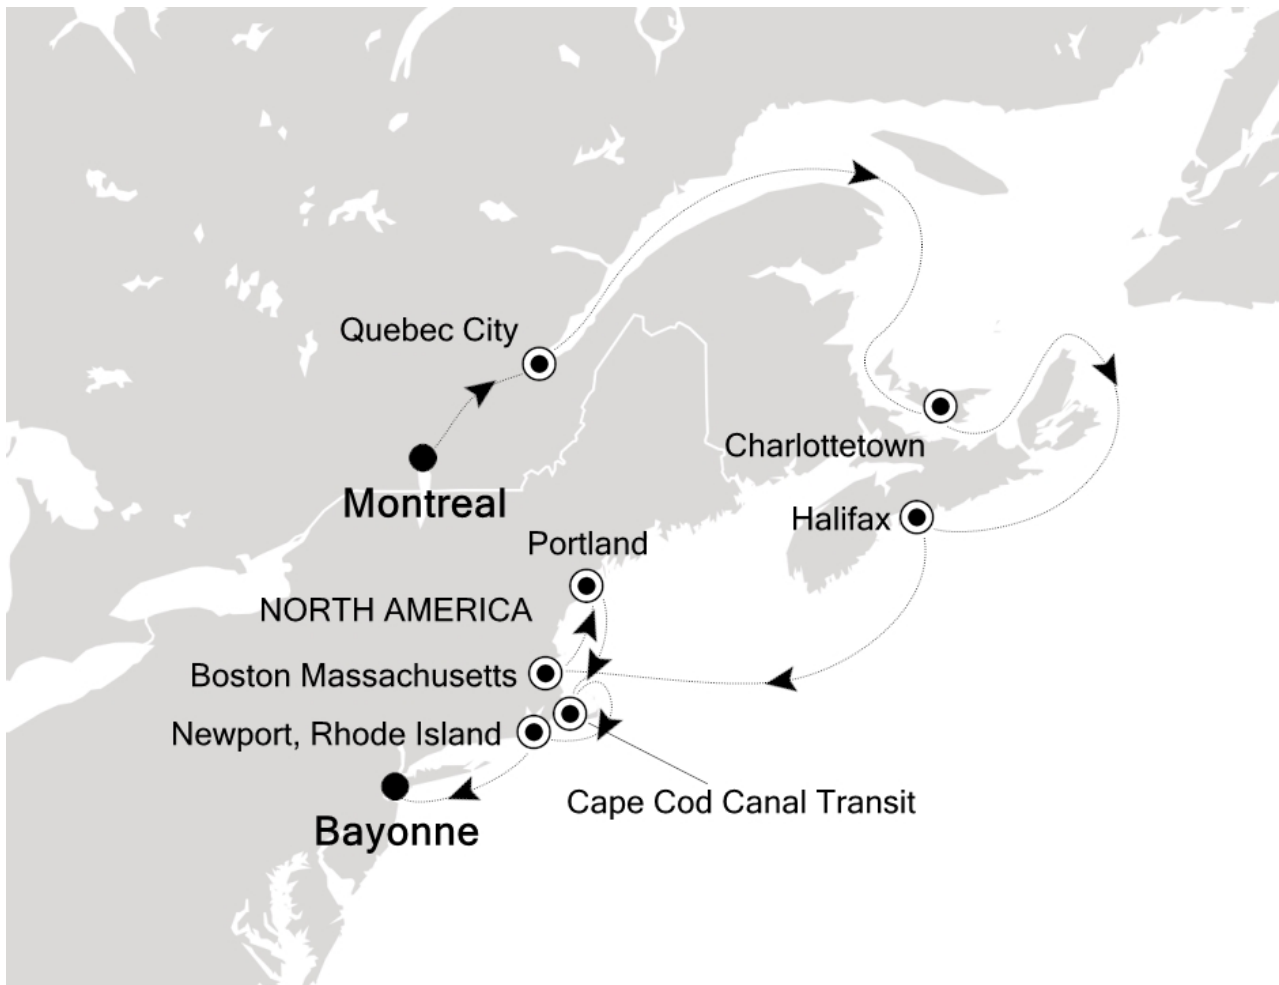 Quebec City
Charlottetown
Montreal
Halifax
Portland
NORTH AMERICA
Boston Massachusetts
Newport, Rhode Island
Cape Cod Canal Transit
Bayonne